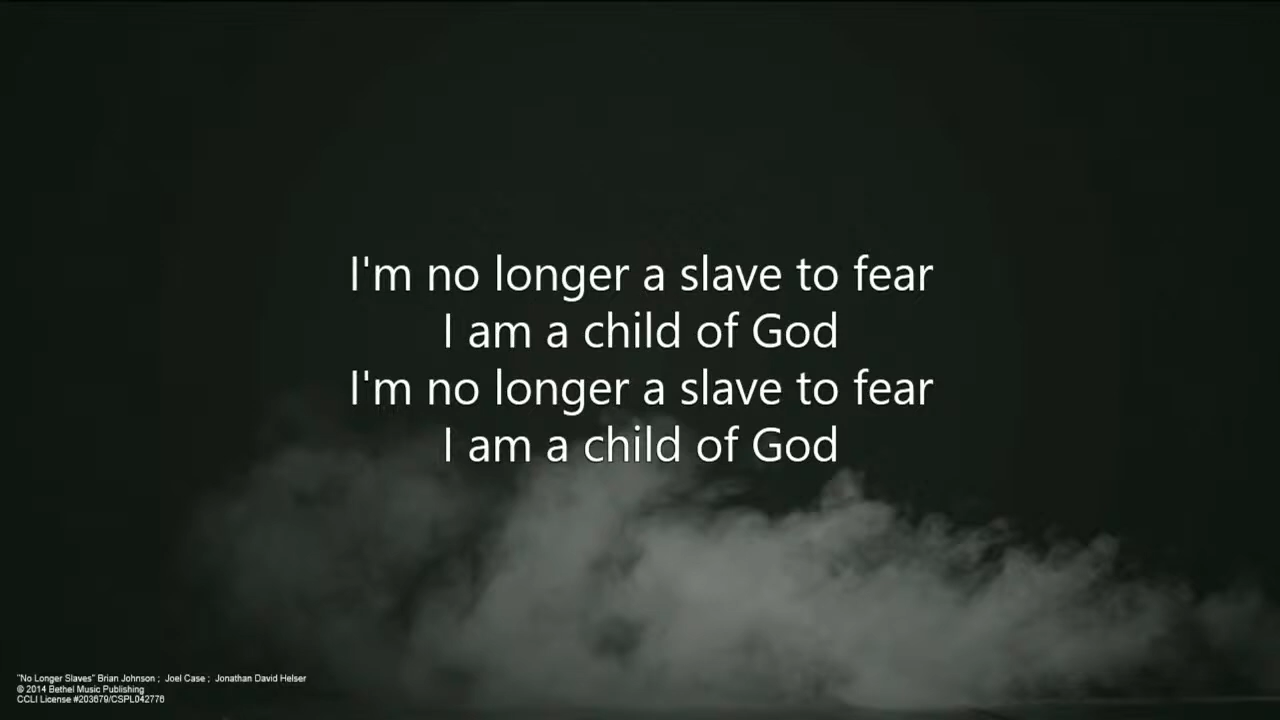 I'm no longer a slave to fear
I am a child of God
I'm no longer a slave to fear
I am a child of God
"No Longer Slaves" Brian Johnson ; Joel Case ; Jonathan David Helser
© 2014 Bethel Music Publishing
CCLI License #203679/CSPL042776